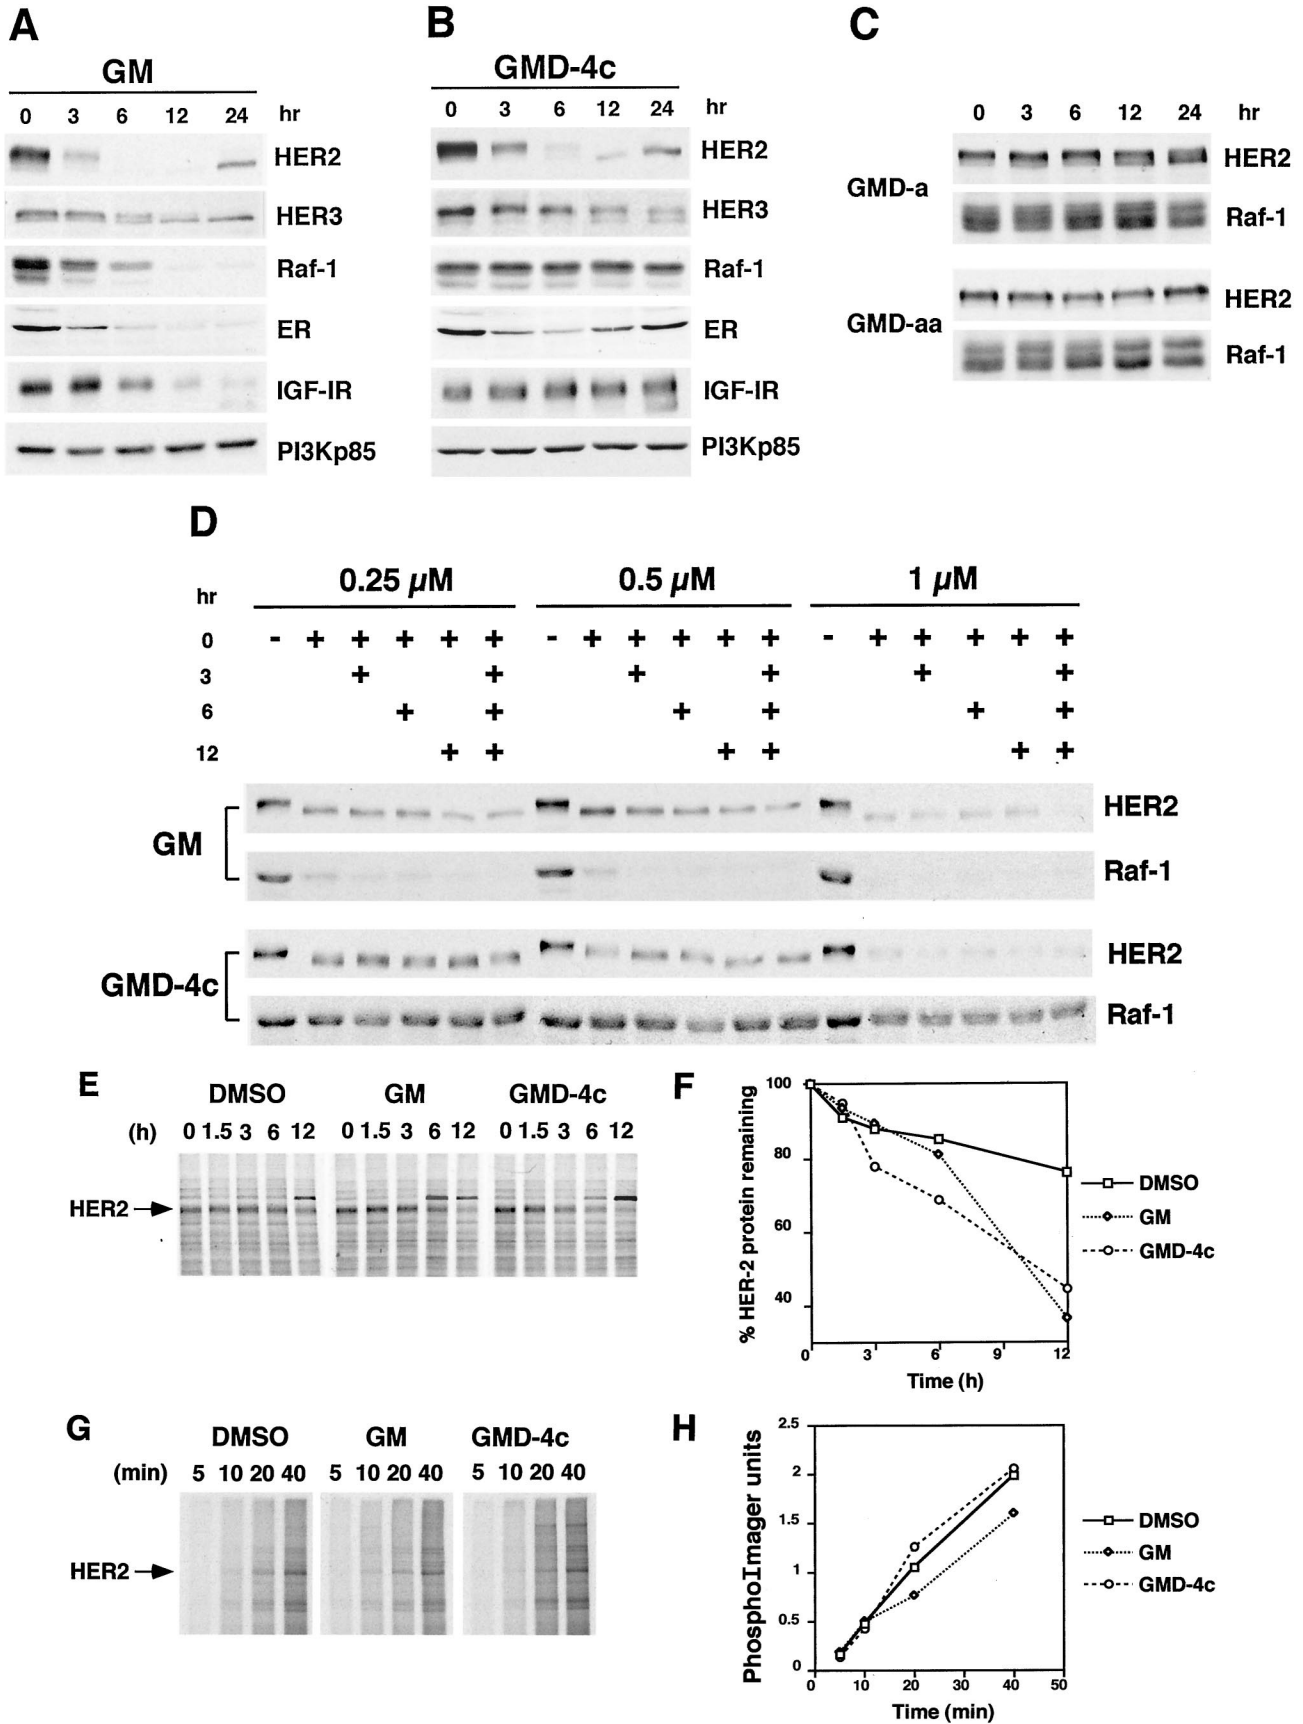 A
GM
0 3 6 12 24 hr
HER2
HER3
Raf-1
ER
IGF-IR
PI3Kp85
B
GMD-4c
0 3 6 12 24 hr
HER2
HER3
Raf-1
ER
IGF-IR
PI3Kp85
C
0 3 6 12 24 hr
GMD-a
HER2
Raf-1
GMD-aa
HER2
Raf-1
D
hr 0.25 µM 0.5 µM 1 µM
0 - + + + + + - + + + + + - + + + + +
3 + + + + + +
6 + + + + + +
12 + + + + + +
GM
HER2
Raf-1
GMD-4c
HER2
Raf-1
E
DMSO GM GMD-4c
(h) 0 1.5 3 6 12 0 1.5 3 6 12 0 1.5 3 6 12
HER2
F
% HER-2 protein remaining
100
80
60
40
0 3 6 9 12
Time (h)
DMSO
GM
GMD-4c
G
DMSO GM GMD-4c
(min) 5 10 20 40 5 10 20 40 5 10 20 40
HER2
H
PhosphoImager units
2.5
2
1.5
1
0.5
0
0 10 20 30 40 50
Time (min)
DMSO
GM
GMD-4c